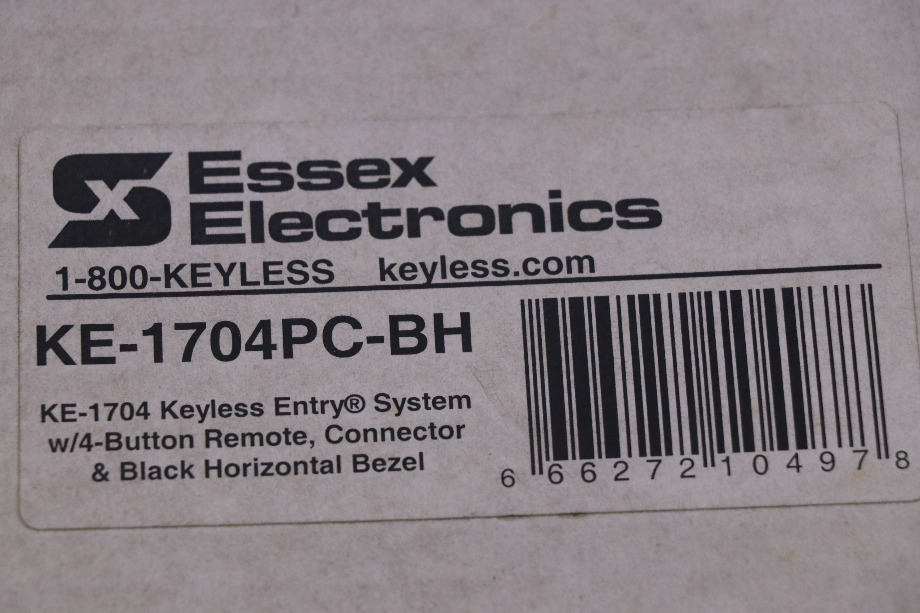 Essex
Electronics
1-800-KEYLESS keyless.com
KE-1704PC-BH
KE-1704 Keyless Entry® System
w/4-Button Remote, Connector
& Black Horizontal Bezel
6 66272 10497 8